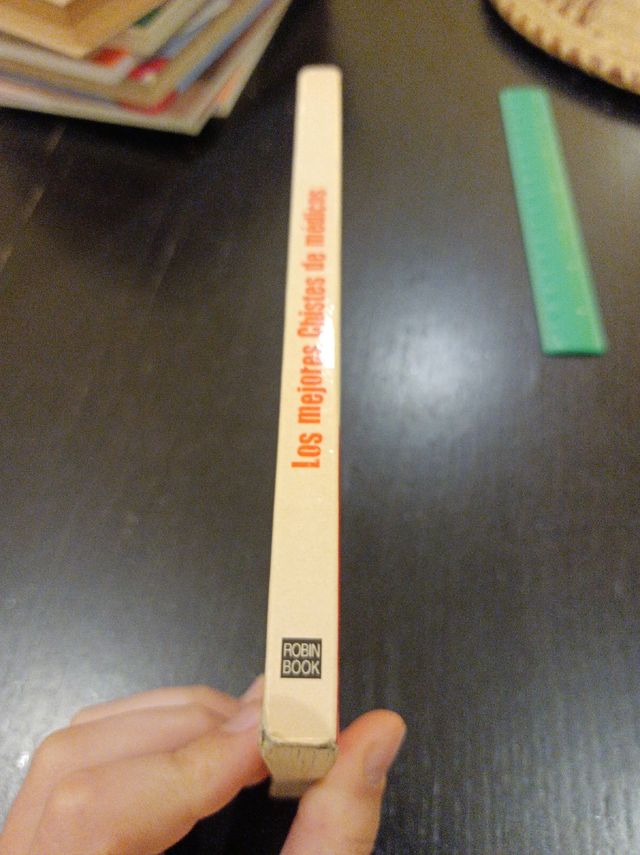 Los mejores Chistes de médicos
ROBIN
BOOK